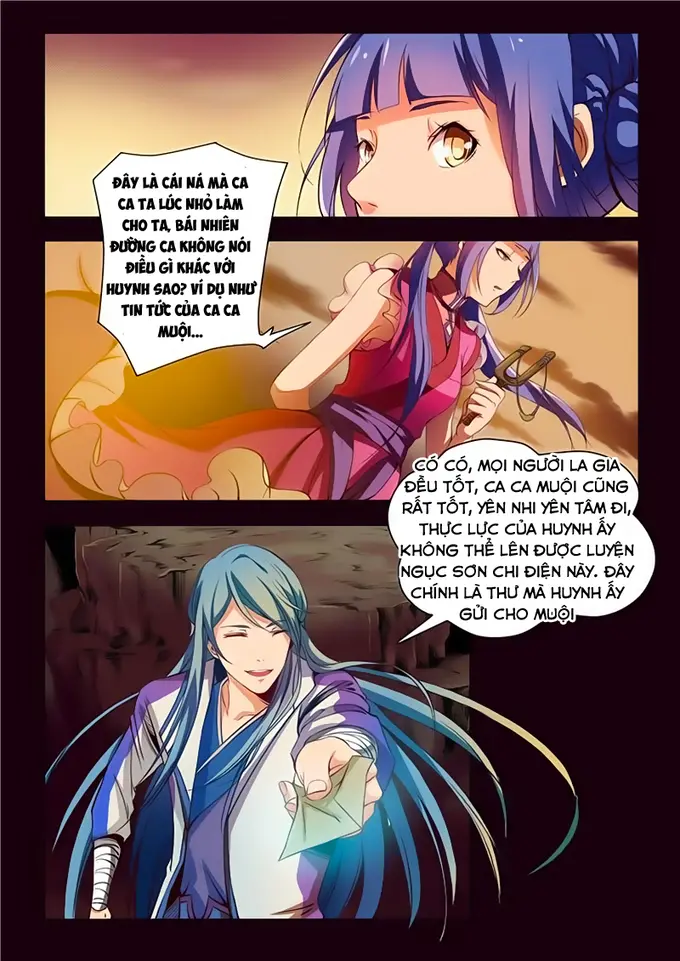 ĐÂY LÀ CÁI NÁ MÀ CA
CA TA LÚC NHỎ LÀM
CHO TA, BÁI NHIÊN
ĐƯỜNG CA KHÔNG NÓI
ĐIỀU GÌ KHÁC VỚI
HUYNH SAO? VÍ DỤ NHƯ
TIN TỨC CỦA CA CA
MUỘI...
CÓ CÓ, MỌI NGƯỜI LA GIA
ĐỀU TỐT, CA CA MUỘI CŨNG
RẤT TỐT, YÊN NHI YÊN TÂM ĐI,
THỰC LỰC CỦA HUYNH ẤY
KHÔNG THỂ LÊN ĐƯỢC LUYỆN
NGỤC SƠN CHI ĐIỆN NÀY. ĐÂY
CHÍNH LÀ THƯ MÀ HUYNH ẤY
GỬI CHO MUỘI